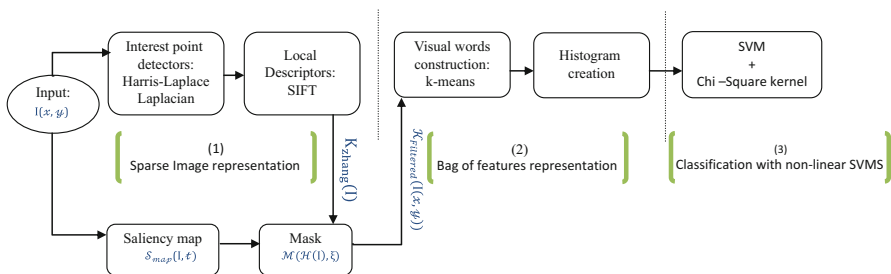 Input:
I(x, y)
Interest point
detectors:
Harris-Laplace
Laplacian
Local
Descriptors:
SIFT
Visual words
construction:
k-means
Histogram
creation
SVM
+
Chi –Square kernel
(1)
Sparse Image representation
K_zhang(I)
𝒦_Filtered(I(x, y))
(2)
Bag of features representation
(3)
Classification with non-linear SVMS
Saliency map
𝒮_map(I, t)
Mask
ℳ(ℋ(I), ξ)